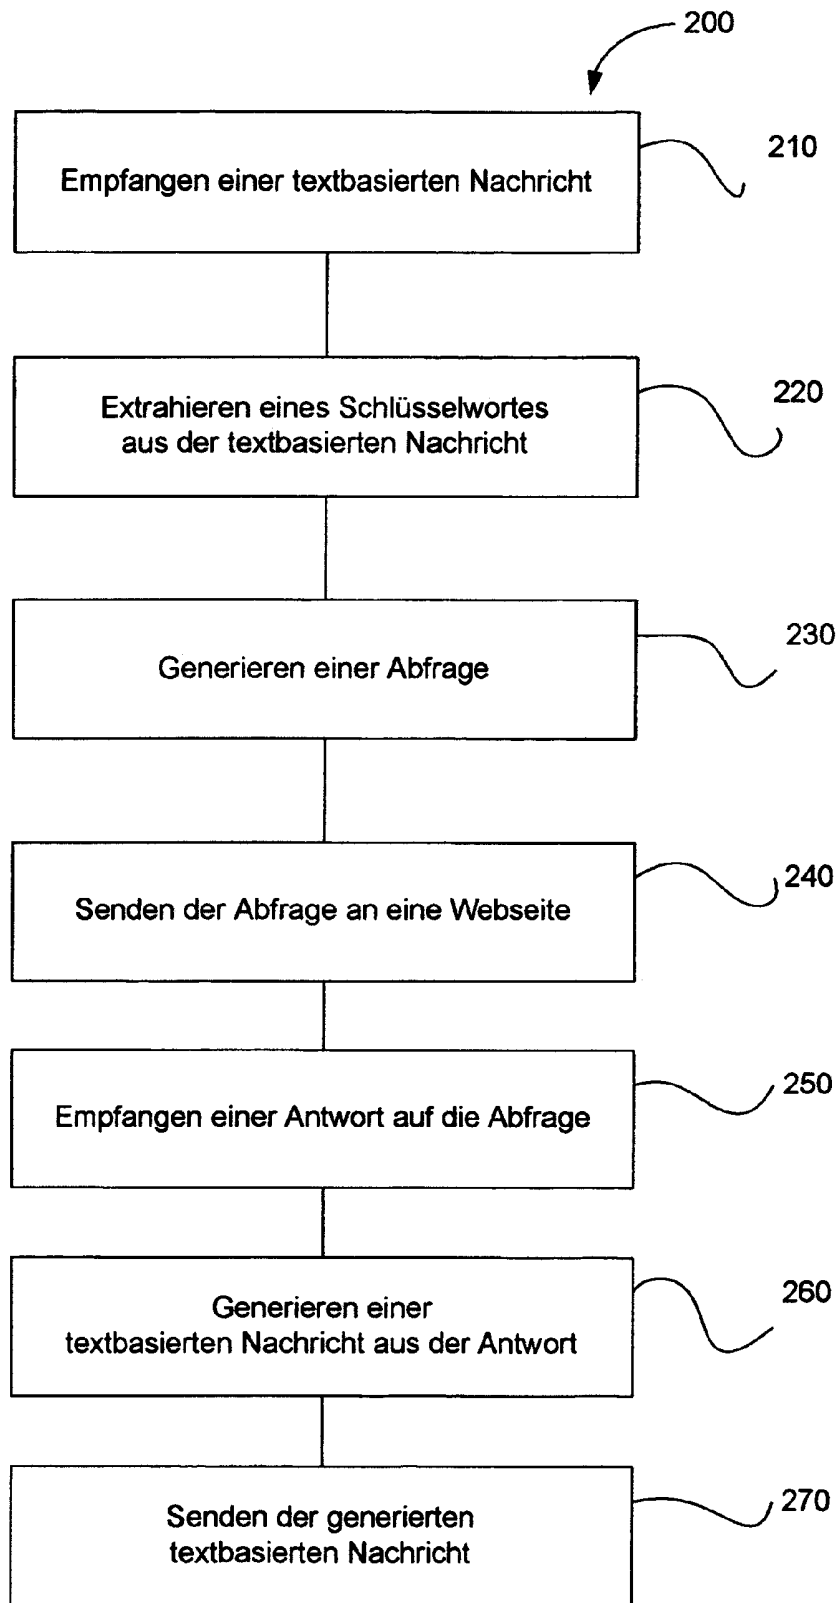 200
Empfangen einer textbasierten Nachricht
210
Extrahieren eines Schlüsselwortes
aus der textbasierten Nachricht
220
Generieren einer Abfrage
230
Senden der Abfrage an eine Webseite
240
Empfangen einer Antwort auf die Abfrage
250
Generieren einer
textbasierten Nachricht aus der Antwort
260
Senden der generierten
textbasierten Nachricht
270